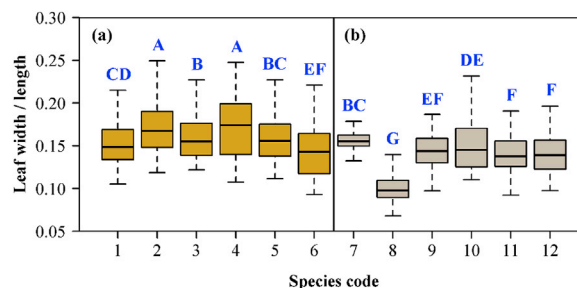 (a) (b)
CD A B A BC EF BC G EF DE F F
0.30
0.25
0.20
0.15
0.10
0.05
Leaf width / length
1 2 3 4 5 6 7 8 9 10 11 12
Species code